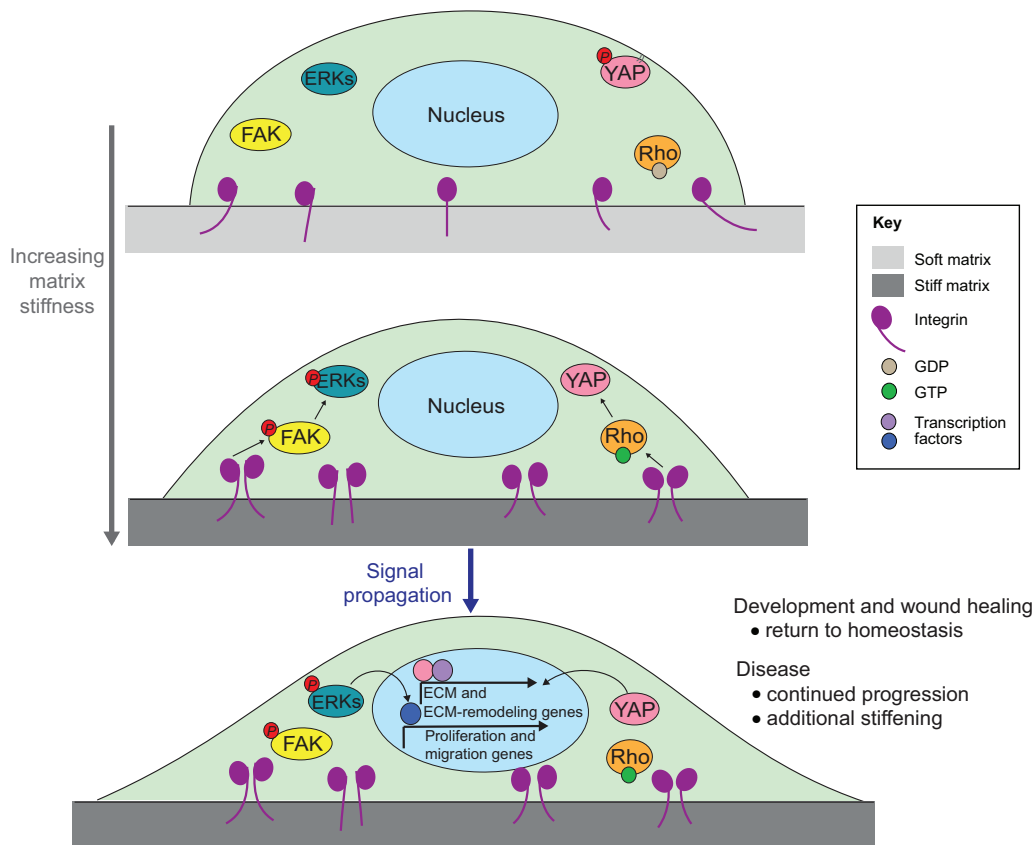 P
YAP
ERKs
Nucleus
FAK
Rho
Increasing
matrix
stiffness
Key
Soft matrix
Stiff matrix
Integrin
GDP
GTP
Transcription
factors
P
ERKs
YAP
Nucleus
P
FAK
Rho
Signal
propagation
Development and wound healing
• return to homeostasis
Disease
• continued progression
• additional stiffening
P
ERKs
ECM and
ECM-remodeling genes
YAP
P
FAK
Proliferation and
migration genes
Rho